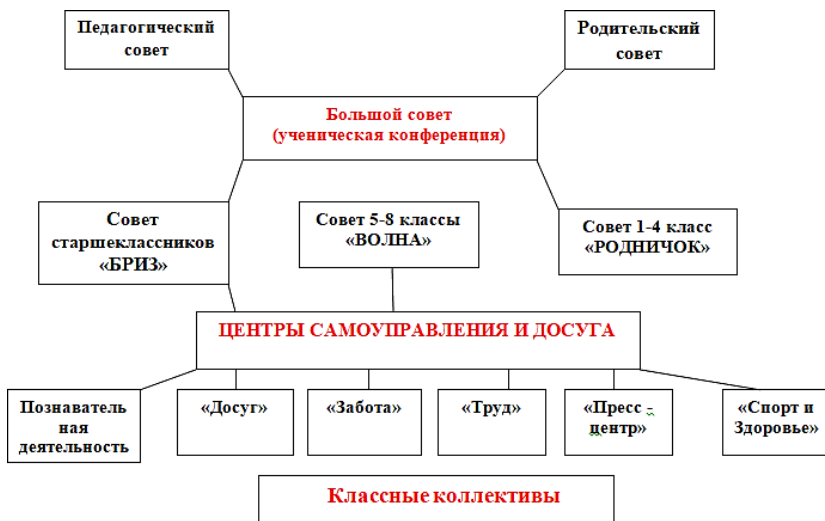 Педагогический
совет
Родительский
совет
Большой совет
(ученическая конференция)
Совет
старшеклассников
«БРИЗ»
Совет 5-8 классы
«ВОЛНА»
Совет 1-4 класс
«РОДНИЧОК»
ЦЕНТРЫ САМОУПРАВЛЕНИЯ И ДОСУГА
Познаватель
ная
деятельность
«Досуг»
«Забота»
«Труд»
«Пресс -
центр»
«Спорт и
Здоровье»
Классные коллективы